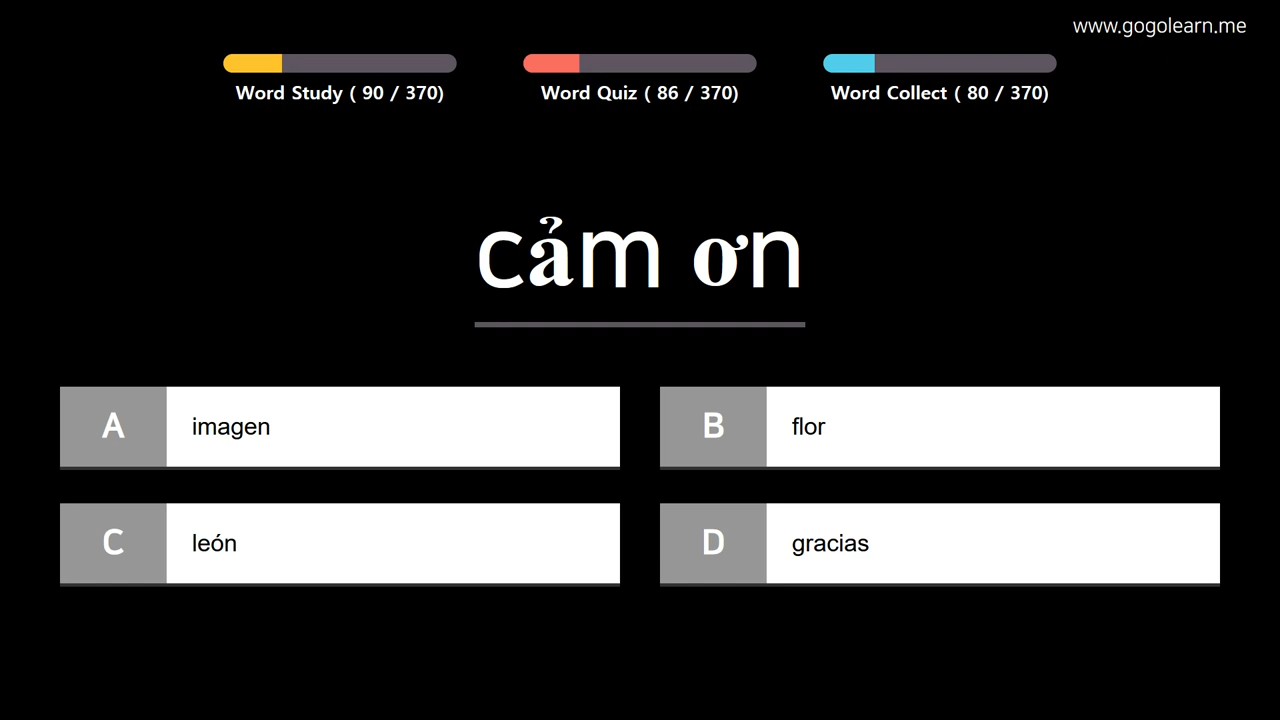 www.gogolearn.me
Word Study ( 90 / 370)
Word Quiz ( 86 / 370)
Word Collect ( 80 / 370)
cảm ơn
A imagen
B flor
C león
D gracias